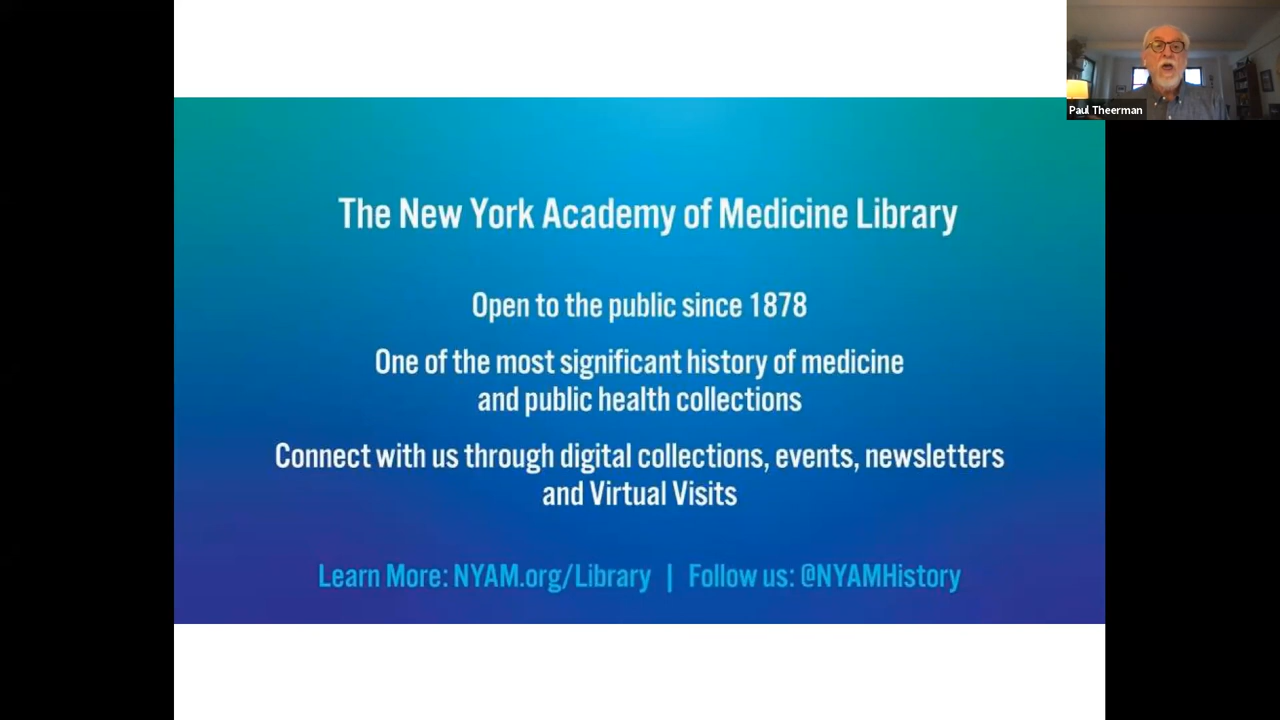 Paul Theerman
The New York Academy of Medicine Library
Open to the public since 1878
One of the most significant history of medicine
and public health collections
Connect with us through digital collections, events, newsletters
and Virtual Visits
Learn More: NYAM.org/Library | Follow us: @NYAMHistory